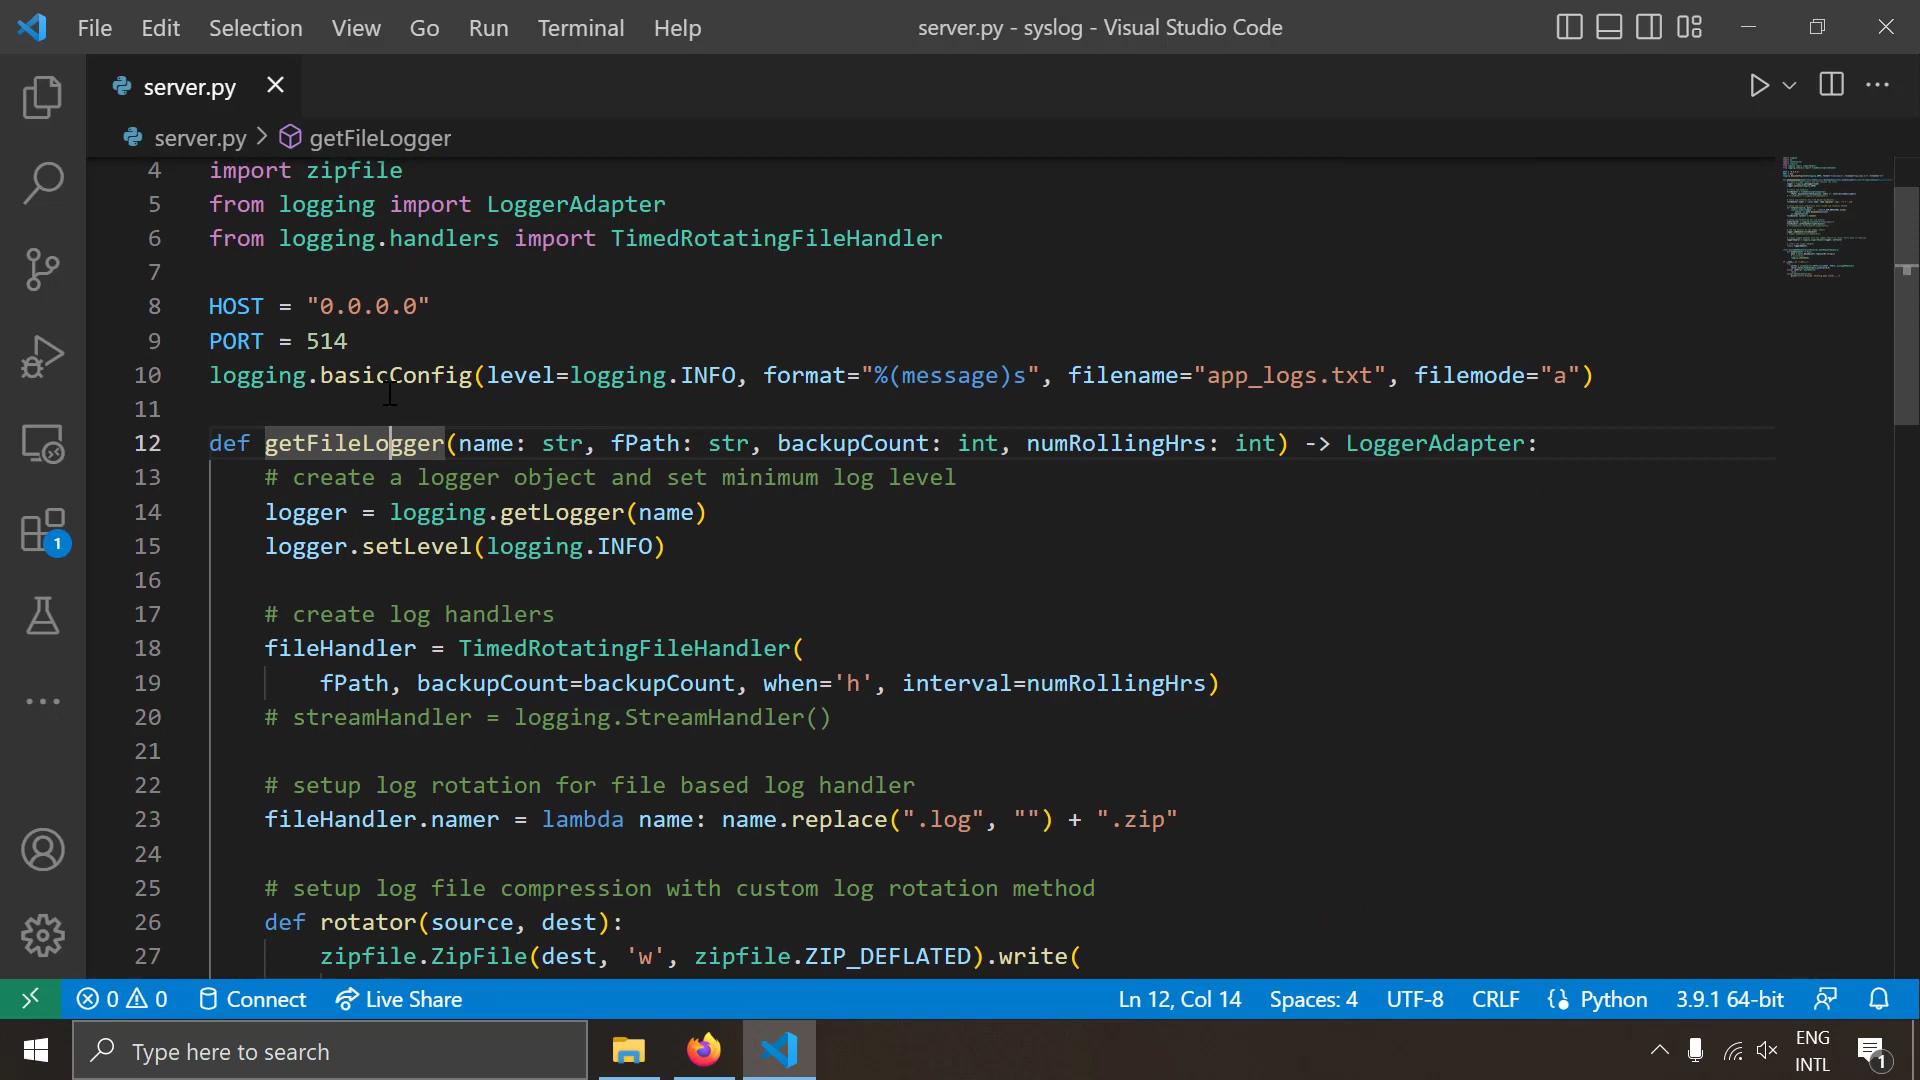 File Edit Selection View Go Run Terminal Help server.py - syslog - Visual Studio Code
server.py
server.py > getFileLogger
4 import zipfile
5 from logging import LoggerAdapter
6 from logging.handlers import TimedRotatingFileHandler
7
8 HOST = "0.0.0.0"
9 PORT = 514
10 logging.basicConfig(level=logging.INFO, format="%(message)s", filename="app_logs.txt", filemode="a")
11
12 def getFileLogger(name: str, fPath: str, backupCount: int, numRollingHrs: int) -> LoggerAdapter:
13 # create a logger object and set minimum log level
14 logger = logging.getLogger(name)
15 logger.setLevel(logging.INFO)
16
17 # create log handlers
18 fileHandler = TimedRotatingFileHandler(
19 fPath, backupCount=backupCount, when='h', interval=numRollingHrs)
20 # streamHandler = logging.StreamHandler()
21
22 # setup log rotation for file based log handler
23 fileHandler.namer = lambda name: name.replace(".log", "") + ".zip"
24
25 # setup log file compression with custom log rotation method
26 def rotator(source, dest):
27 zipfile.ZipFile(dest, 'w', zipfile.ZIP_DEFLATED).write(
1
0 0 Connect Live Share Ln 12, Col 14 Spaces: 4 UTF-8 CRLF Python 3.9.1 64-bit
Type here to search
ENG
INTL
1